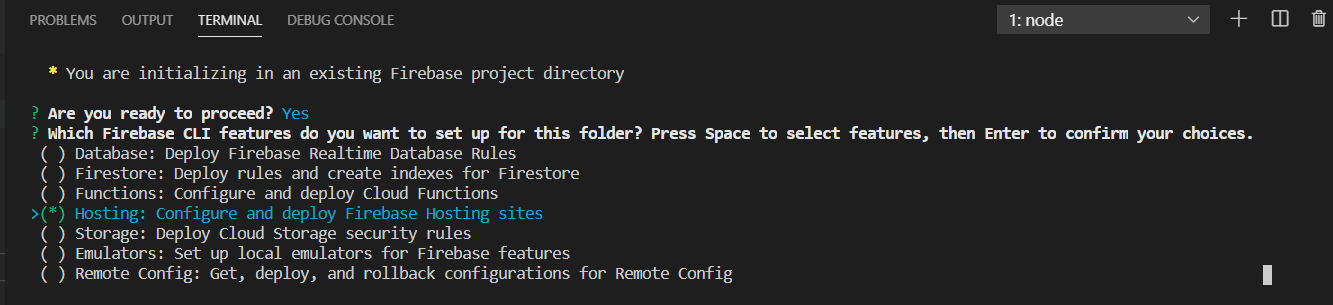 PROBLEMS OUTPUT TERMINAL DEBUG CONSOLE 1: node
* You are initializing in an existing Firebase project directory
? Are you ready to proceed? Yes
? Which Firebase CLI features do you want to set up for this folder? Press Space to select features, then Enter to confirm your choices.
( ) Database: Deploy Firebase Realtime Database Rules
( ) Firestore: Deploy rules and create indexes for Firestore
( ) Functions: Configure and deploy Cloud Functions
>(*) Hosting: Configure and deploy Firebase Hosting sites
( ) Storage: Deploy Cloud Storage security rules
( ) Emulators: Set up local emulators for Firebase features
( ) Remote Config: Get, deploy, and rollback configurations for Remote Config